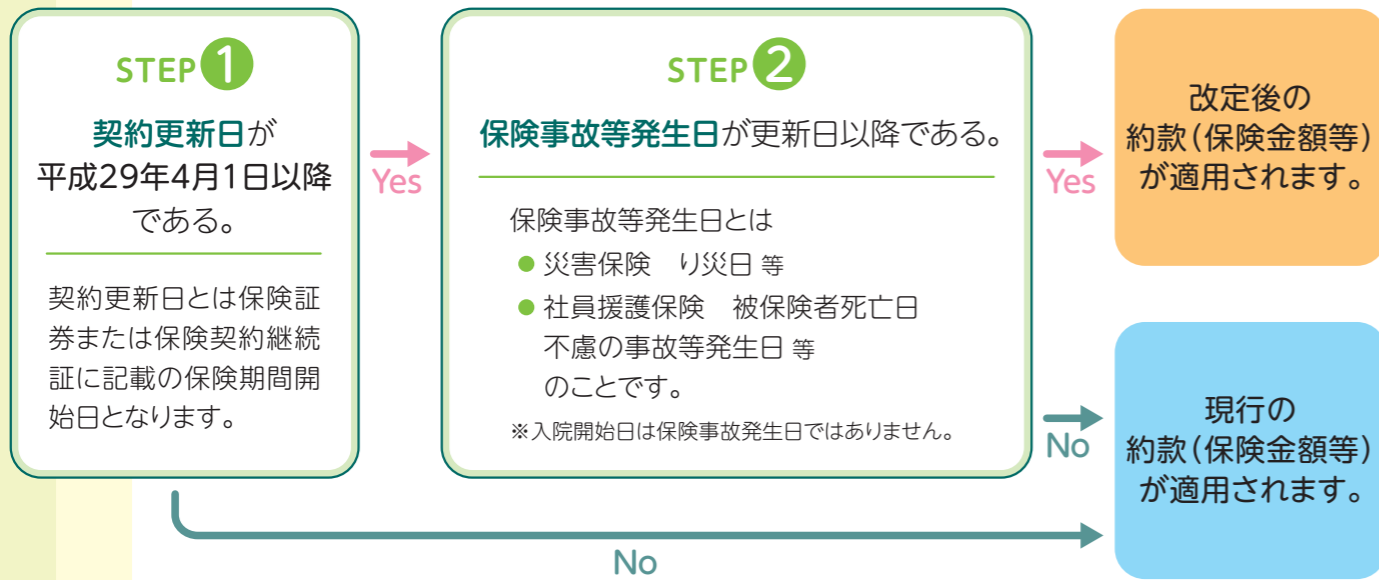 STEP 1
契約更新日が
平成29年4月1日以降
である。
契約更新日とは保険証
券または保険契約継続
証に記載の保険期間開
始日となります。
Yes
STEP 2
保険事故等発生日が更新日以降である。
保険事故等発生日とは
● 災害保険　り災日 等
● 社員援護保険　被保険者死亡日
不慮の事故等発生日 等
のことです。
※入院開始日は保険事故発生日ではありません。
Yes
改定後の
約款(保険金額等)
が適用されます。
No
現行の
約款(保険金額等)
が適用されます。
No